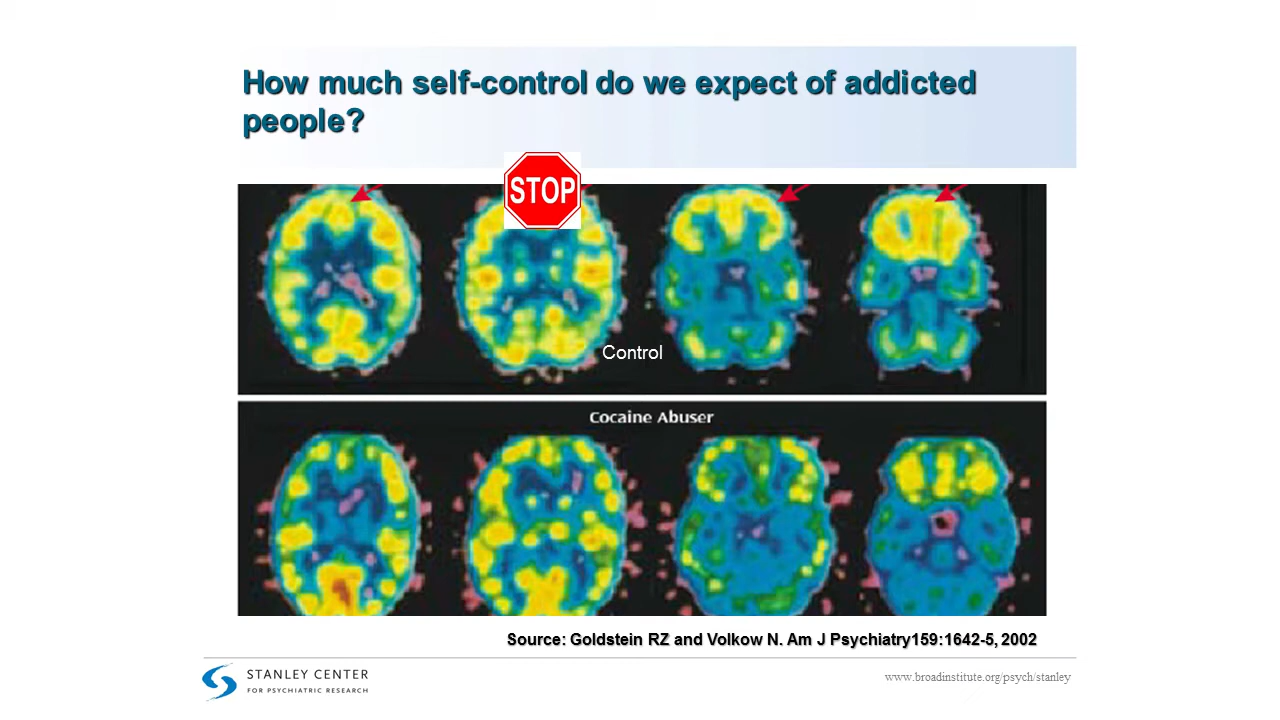 How much self-control do we expect of addicted
people?
STOP
Control
Cocaine Abuser
Source: Goldstein RZ and Volkow N. Am J Psychiatry159:1642-5, 2002
STANLEY CENTER
FOR PSYCHIATRIC RESEARCH
www.broadinstitute.org/psych/stanley